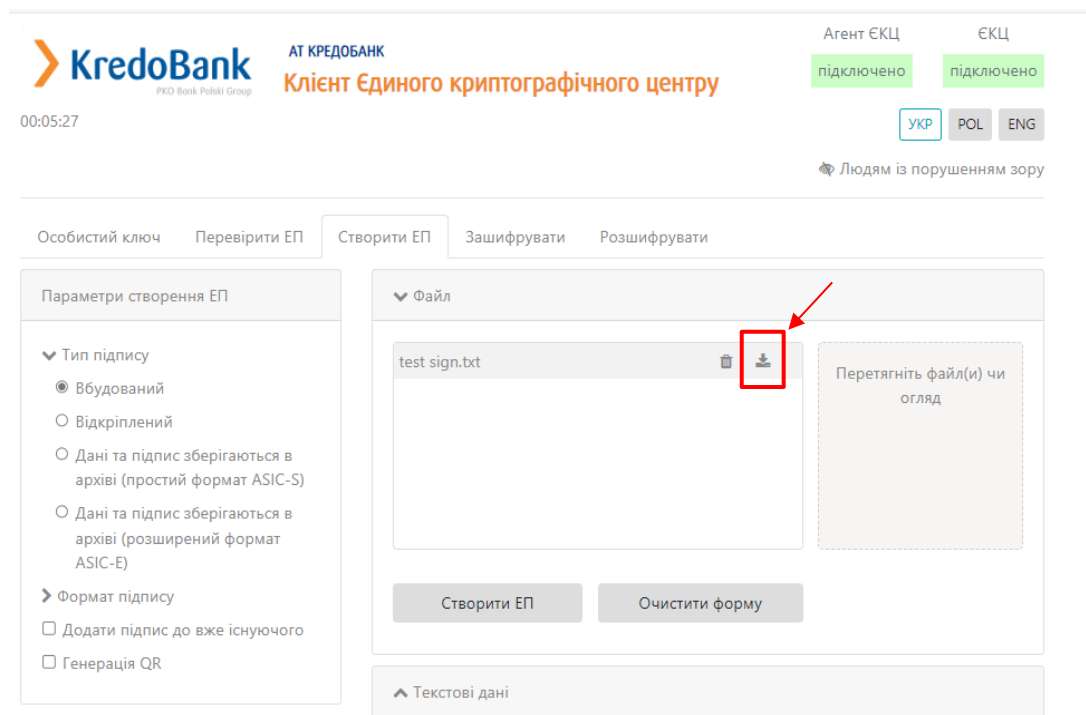 KredoBank
PKO Bank Polski Group
АТ КРЕДОБАНК
Клієнт Єдиного криптографічного центру
Агент ЄКЦ
ЄКЦ
підключено
підключено
00:05:27
УКР POL ENG
Людям із порушенням зору
Особистий ключ Перевірити ЕП Створити ЕП Зашифрувати Розшифрувати
Параметри створення ЕП
Тип підпису
Вбудований
Відкріплений
Дані та підпис зберігаються в
архіві (простий формат ASIC-S)
Дані та підпис зберігаються в
архіві (розширений формат
ASIC-E)
Формат підпису
Додати підпис до вже існуючого
Генерація QR
Файл
test sign.txt
Перетягніть файл(и) чи
огляд
Створити ЕП Очистити форму
Текстові дані